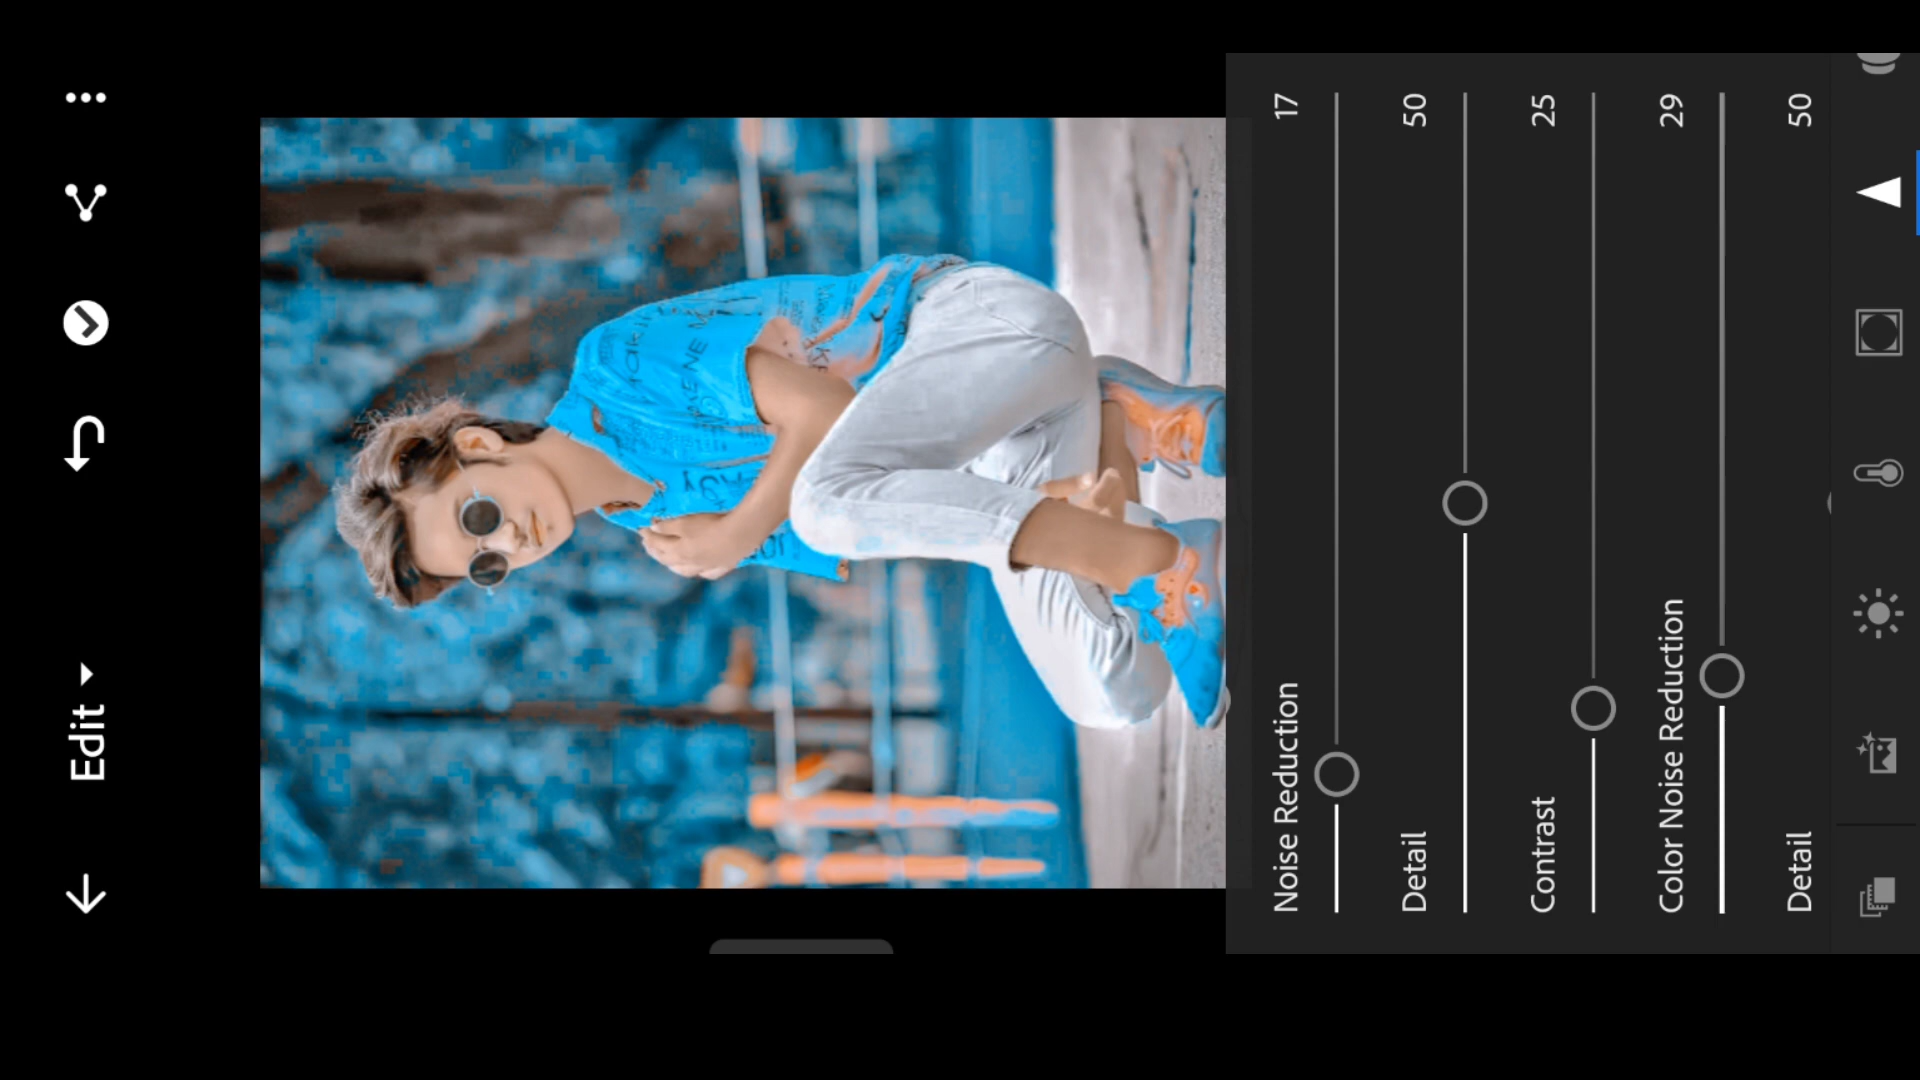 Edit
Noise Reduction 17
Detail 50
Contrast 25
Color Noise Reduction 29
Detail 50